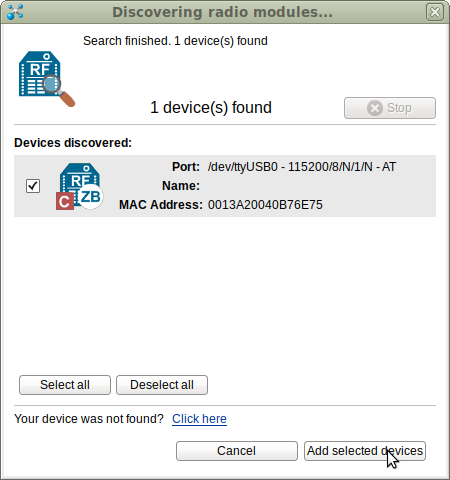 Discovering radio modules...
Search finished. 1 device(s) found
RF
1 device(s) found
Stop
Devices discovered:
RF
C
ZB
Port: /dev/ttyUSB0 - 115200/8/N/1/N - AT
Name:
MAC Address: 0013A20040B76E75
Select all
Deselect all
Your device was not found? Click here
Cancel
Add selected devices